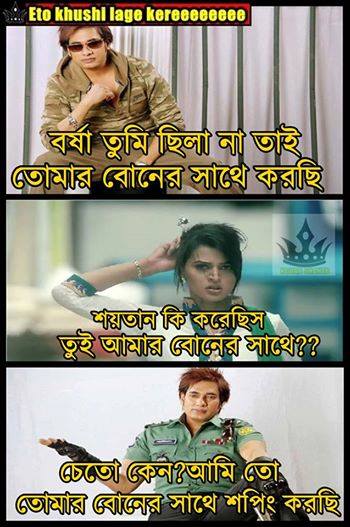 Eto khushi lage kereeeeeeee
বর্ষা তুমি ছিলা না তাই
তোমার বোনের সাথে করছি
শয়তান কি করেছিস
তুই আমার বোনের সাথে??
চেতো কেন?আমি তো
তোমার বোনের সাথে শপিং করছি